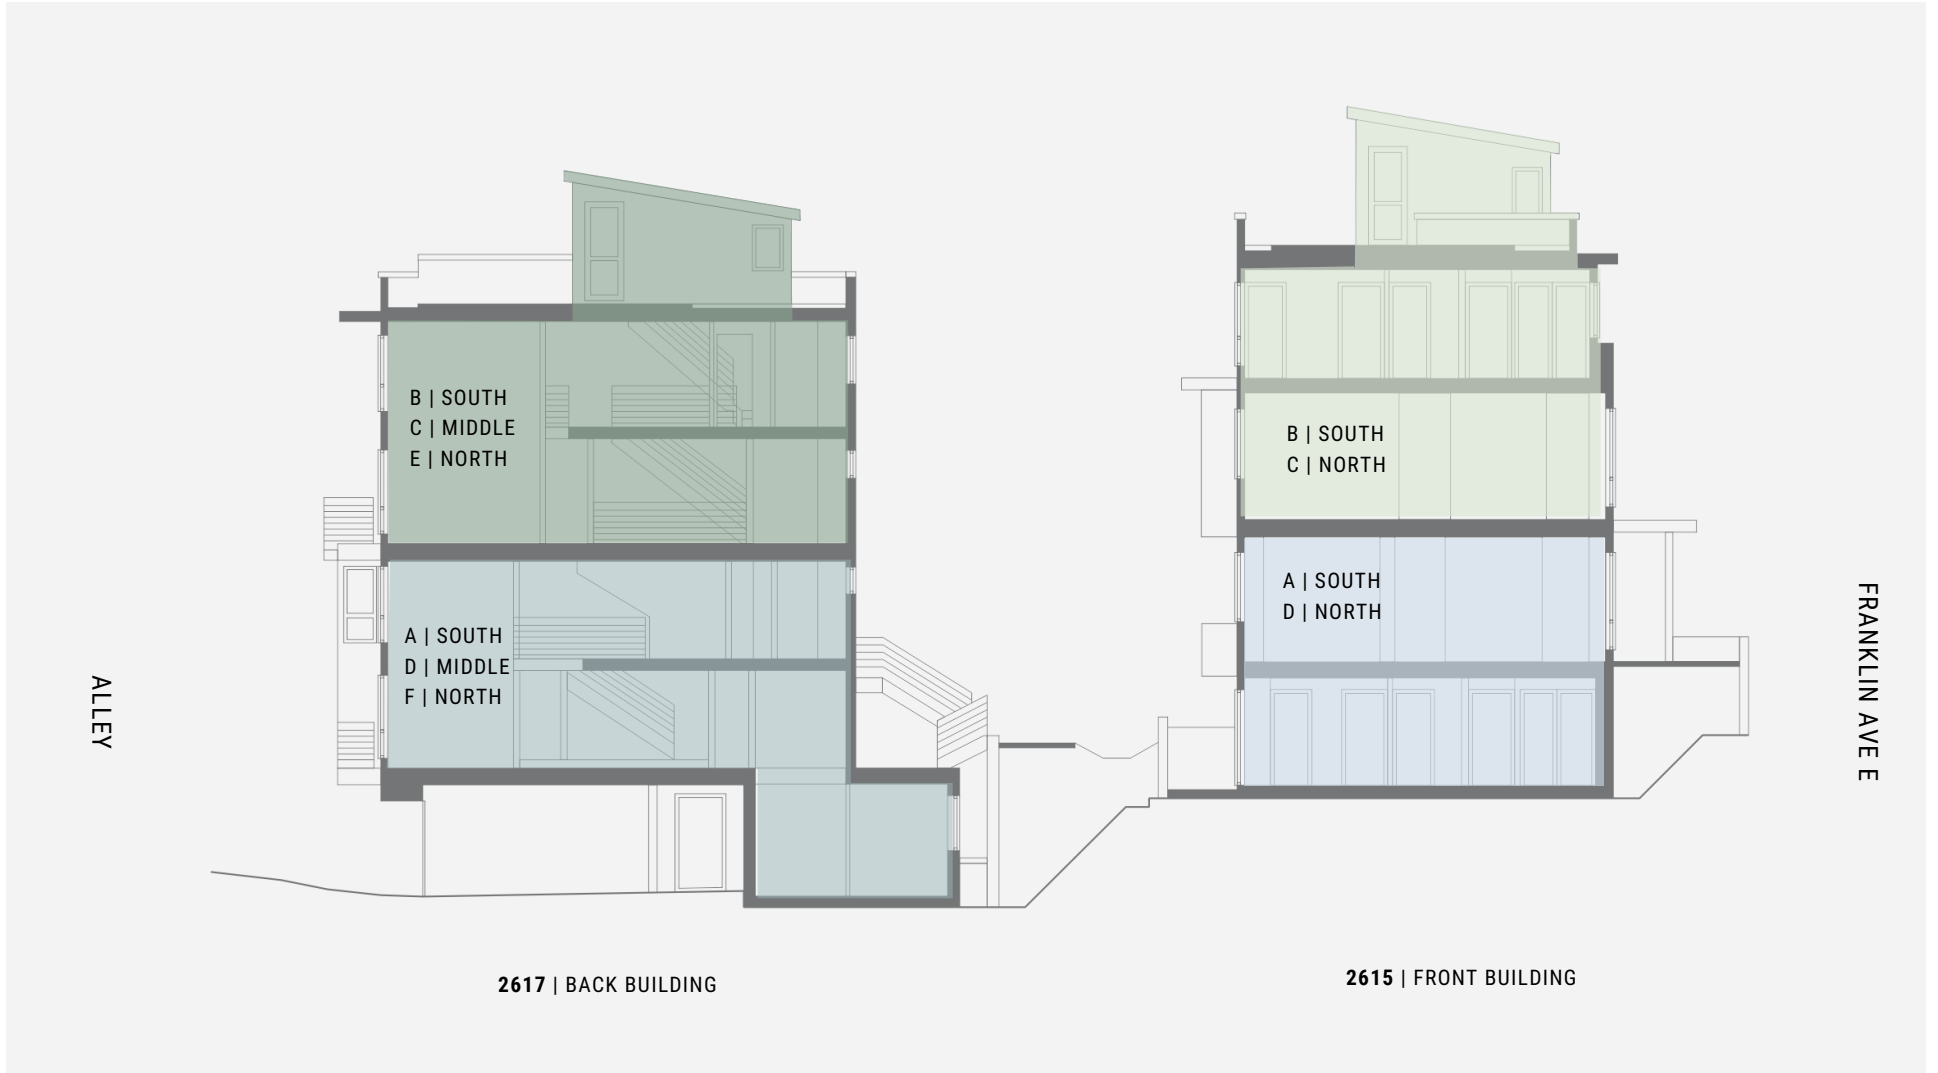 B | SOUTH
C | MIDDLE
E | NORTH
A | SOUTH
D | MIDDLE
F | NORTH
B | SOUTH
C | NORTH
A | SOUTH
D | NORTH
ALLEY
FRANKLIN AVE E
2617 | BACK BUILDING
2615 | FRONT BUILDING